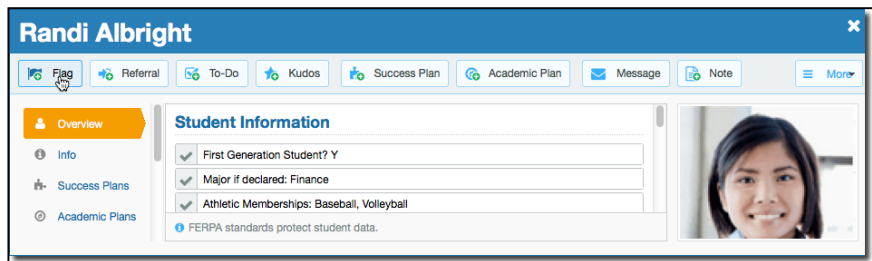 Randi Albright
Flag Referral To-Do Kudos Success Plan Academic Plan Message Note More
Overview
Info
Success Plans
Academic Plans
Student Information
First Generation Student? Y
Major if declared: Finance
Athletic Memberships: Baseball, Volleyball
FERPA standards protect student data.